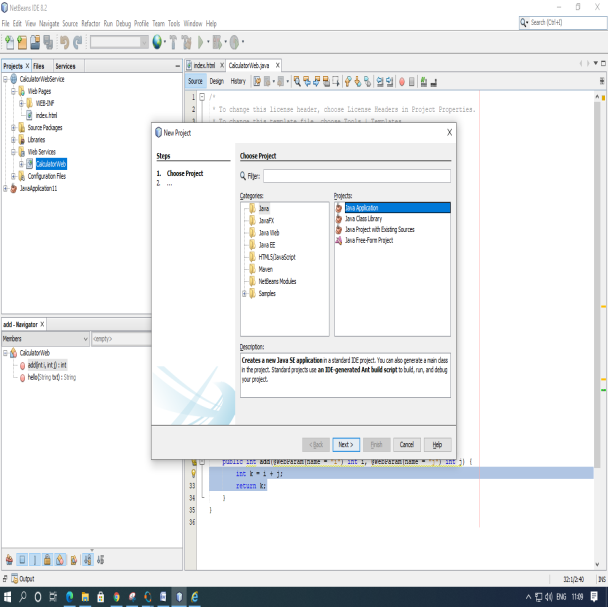 NetBeans IDE 8.2
File Edit View Navigate Source Refactor Run Debug Profile Team Tools Window Help
Search (Ctrl+I)
Projects X Files Services
index.html X CalculatorWeb.java X
CalculatorWebService
Web Pages
WEB-INF
index.html
Source Packages
Libraries
Web Services
CalculatorWeb
Configuration Files
JavaApplication11
Source Design History
1 /*
2 * To change this license header, choose License Headers in Project Properties.
* To change this template file, choose Tools | Templates
New Project X
Steps
1. Choose Project
2. ...
Choose Project
Filter:
Categories:
Java
JavaFX
Java Web
Java EE
HTML5/JavaScript
Maven
NetBeans Modules
Samples
Projects:
Java Application
Java Class Library
Java Project with Existing Sources
Java Free-Form Project
Description:
Creates a new Java SE application in a standard IDE project. You can also generate a main class
in the project. Standard projects use an IDE-generated Ant build script to build, run, and debug
your project.
< Back Next > Finish Cancel Help
add - Navigator X
Members <empty>
CalculatorWeb
add(int i, int j) : int
hello(String txt) : String
public int add(@WebParam(name = "i") int i, @WebParam(name = "j") int j) {
int k = i + j;
33 return k;
34 }
35 }
36
Output
32:1/2:40 INS
ENG 11:09